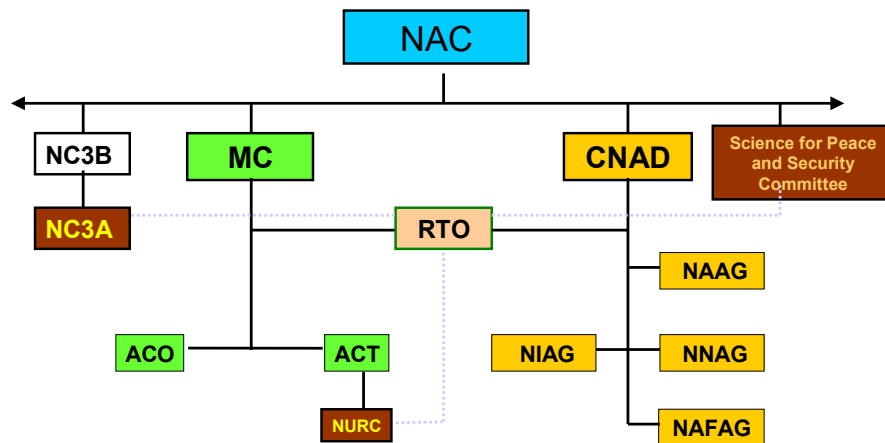 NAC
NC3B
MC
CNAD
Science for Peace
and Security
Committee
NC3A
RTO
NAAG
ACO
ACT
NIAG
NNAG
NURC
NAFAG